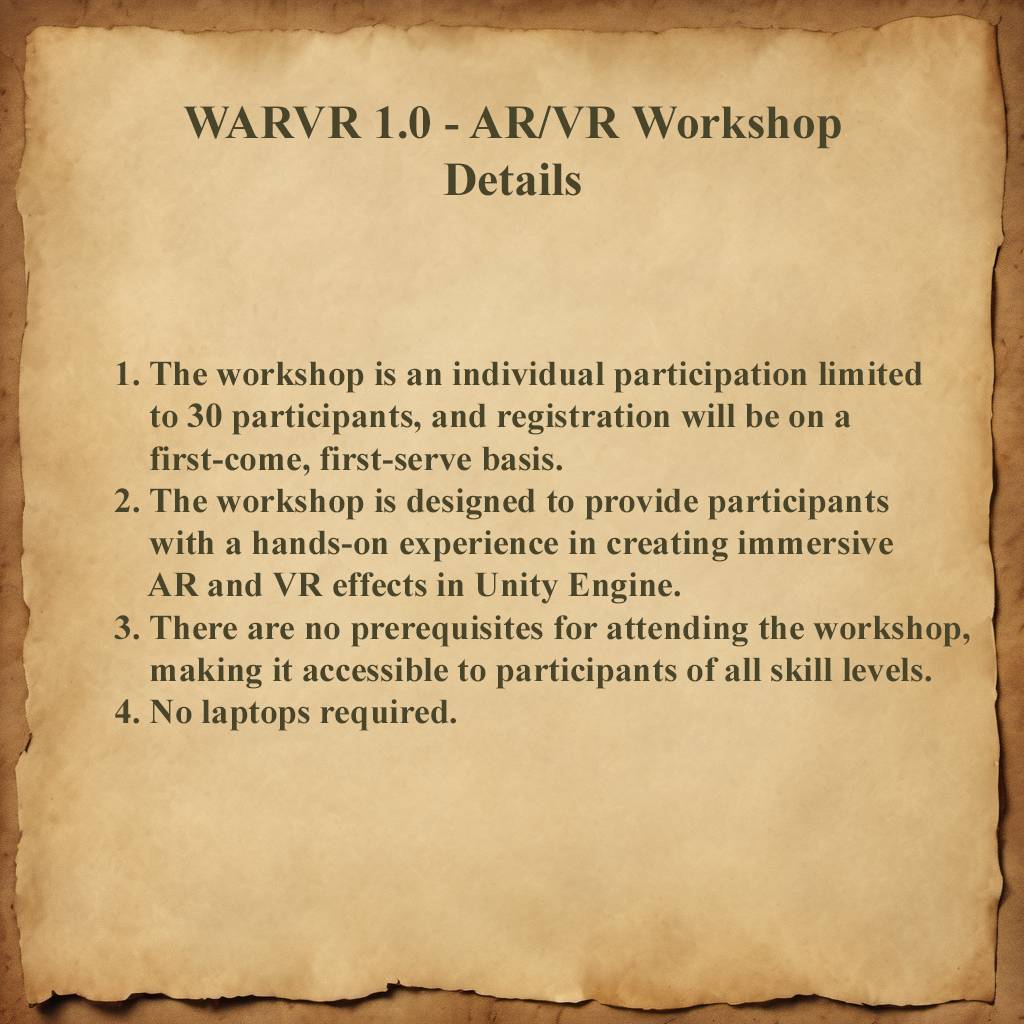 WARVR 1.0 - AR/VR Workshop
Details
1. The workshop is an individual participation limited
to 30 participants, and registration will be on a
first-come, first-serve basis.
2. The workshop is designed to provide participants
with a hands-on experience in creating immersive
AR and VR effects in Unity Engine.
3. There are no prerequisites for attending the workshop,
making it accessible to participants of all skill levels.
4. No laptops required.